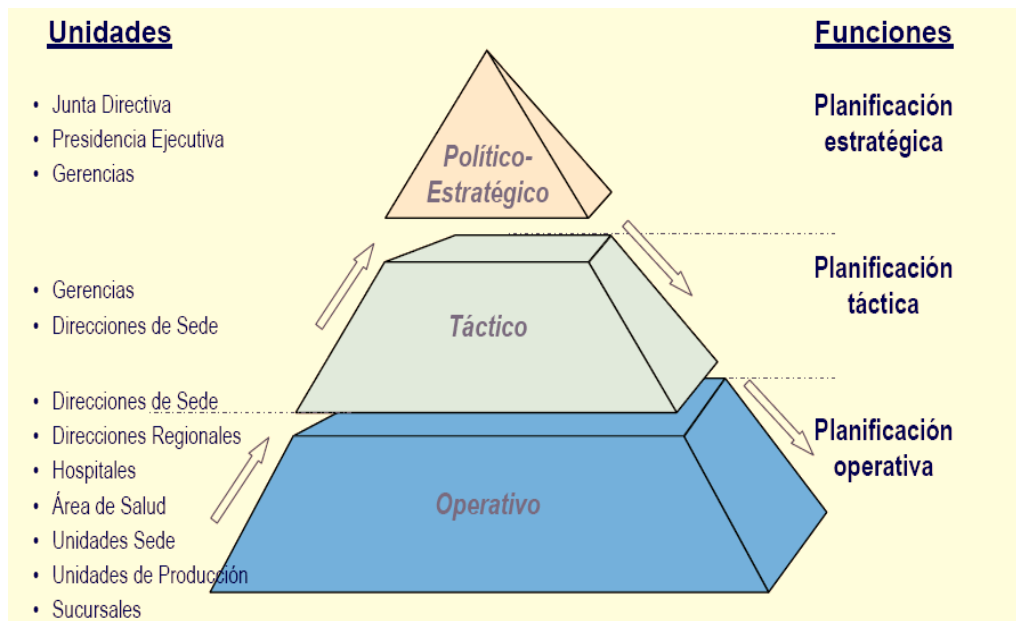 Unidades
• Junta Directiva
• Presidencia Ejecutiva
• Gerencias
• Gerencias
• Direcciones de Sede
• Direcciones de Sede
• Direcciones Regionales
• Hospitales
• Área de Salud
• Unidades Sede
• Unidades de Producción
• Sucursales
Político-
Estratégico
Táctico
Operativo
Funciones
Planificación
estratégica
Planificación
táctica
Planificación
operativa